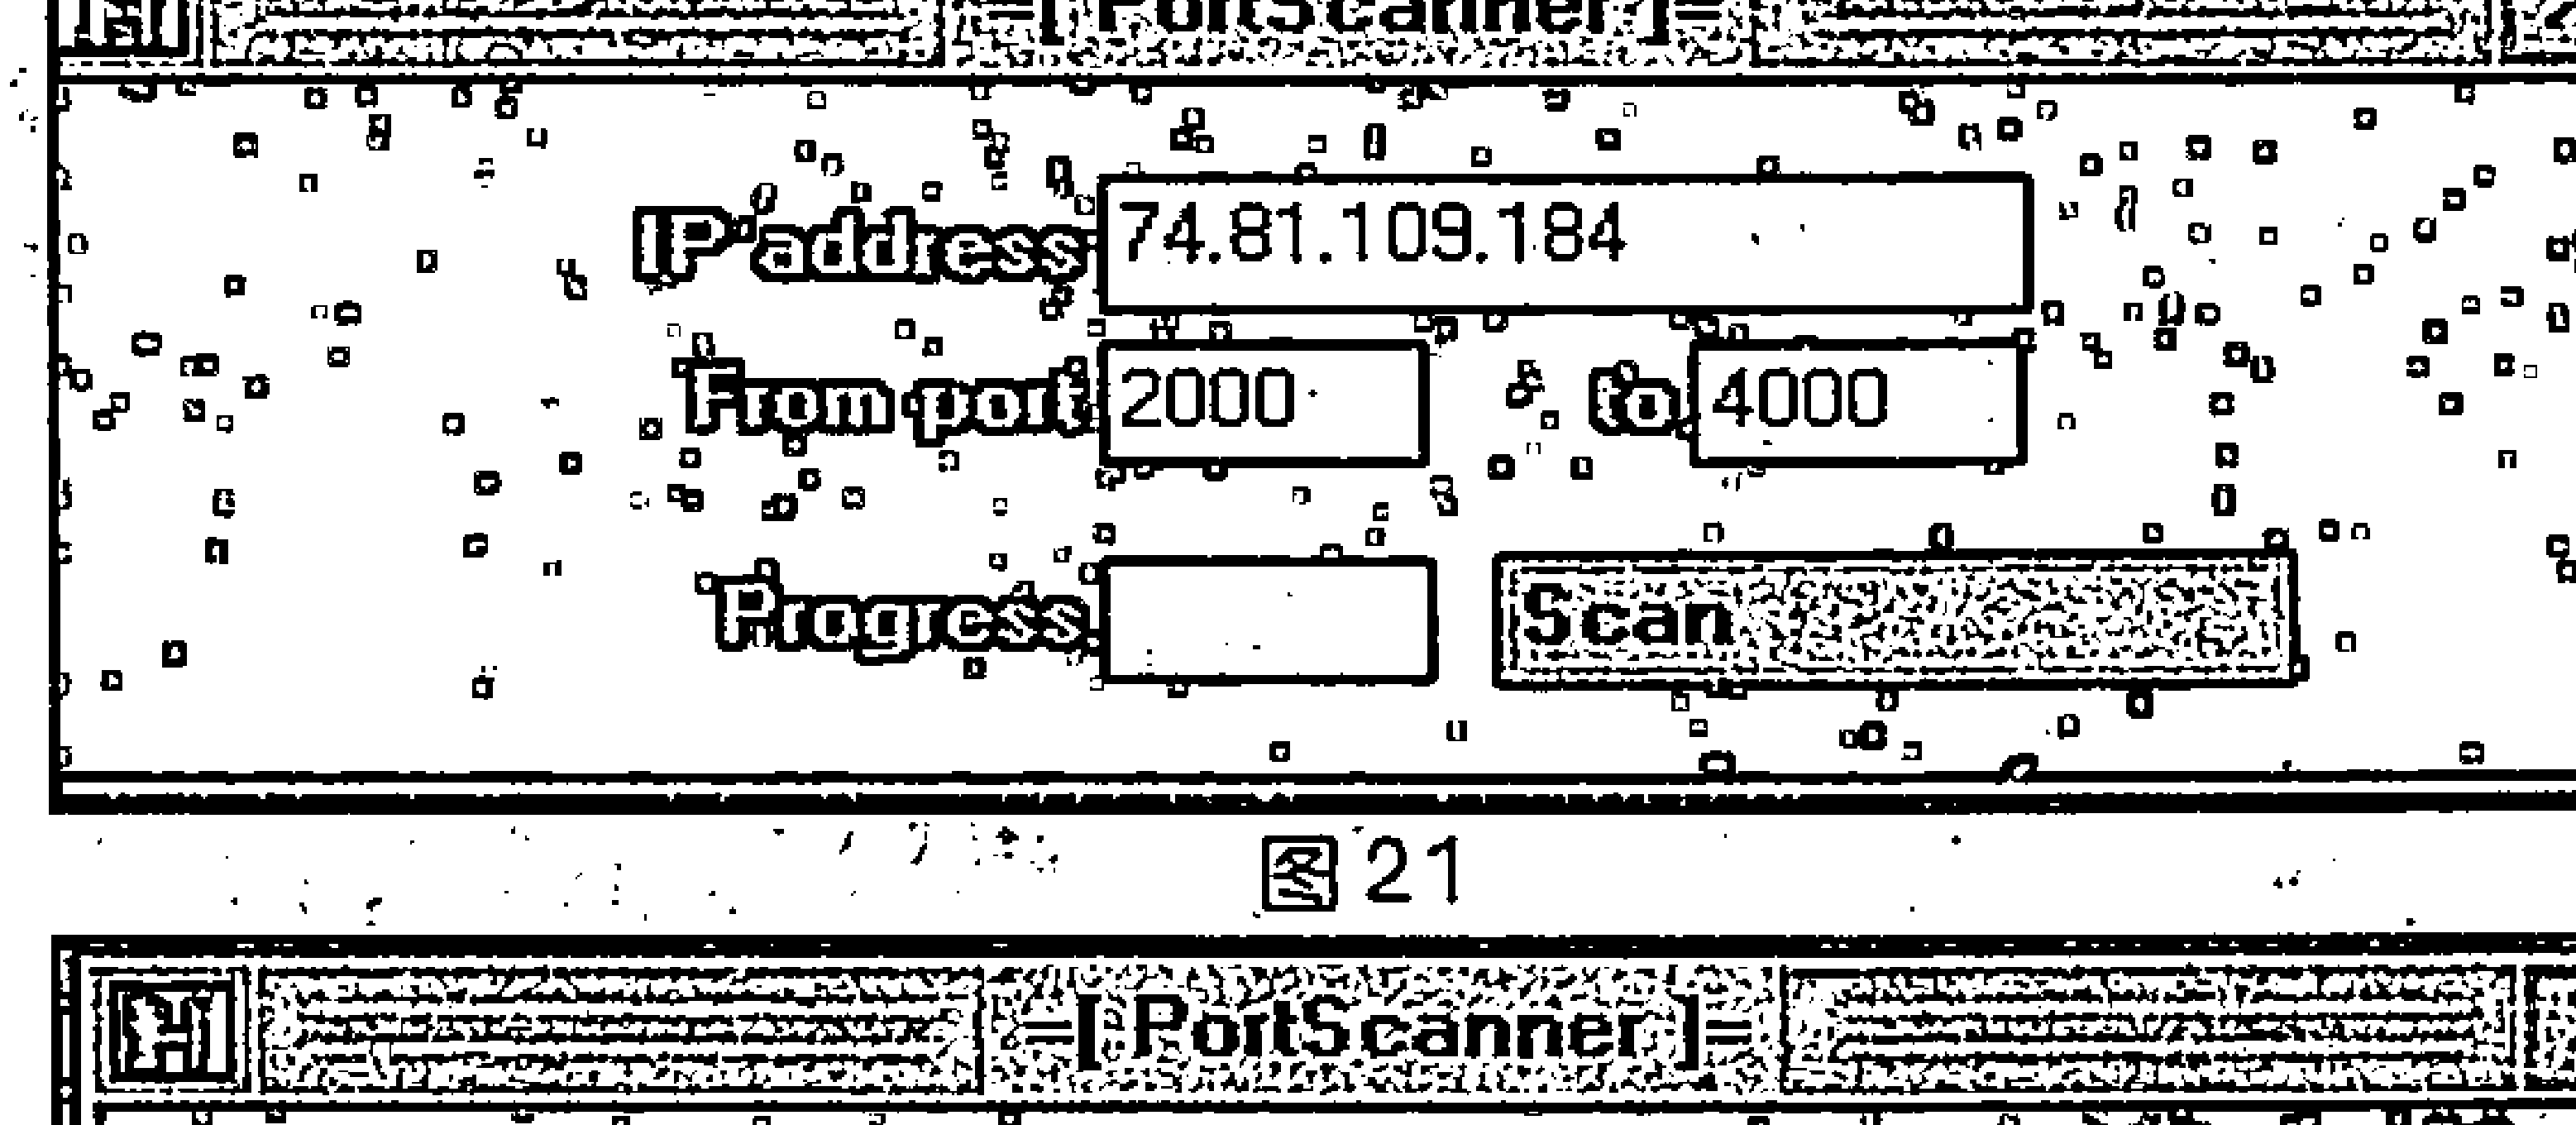 =[ PortScanner ]=
IP address 74.81.109.184
From port 2000 to 4000
Progress Scan
图21
=[ PortScanner ]=